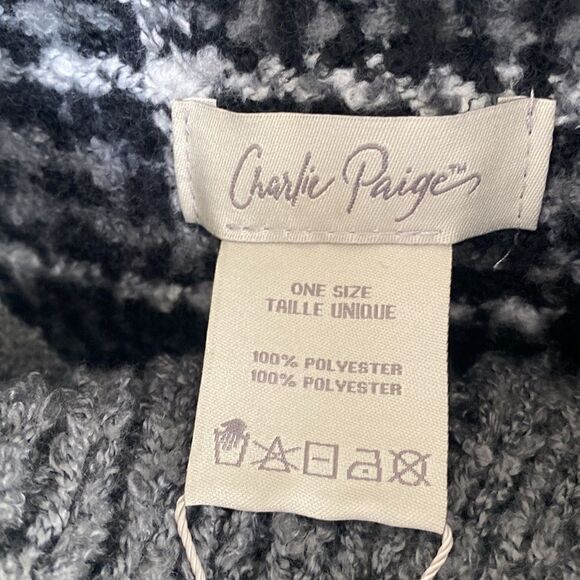 Charlie Paige™
ONE SIZE
TAILLE UNIQUE
100% POLYESTER
100% POLYESTER